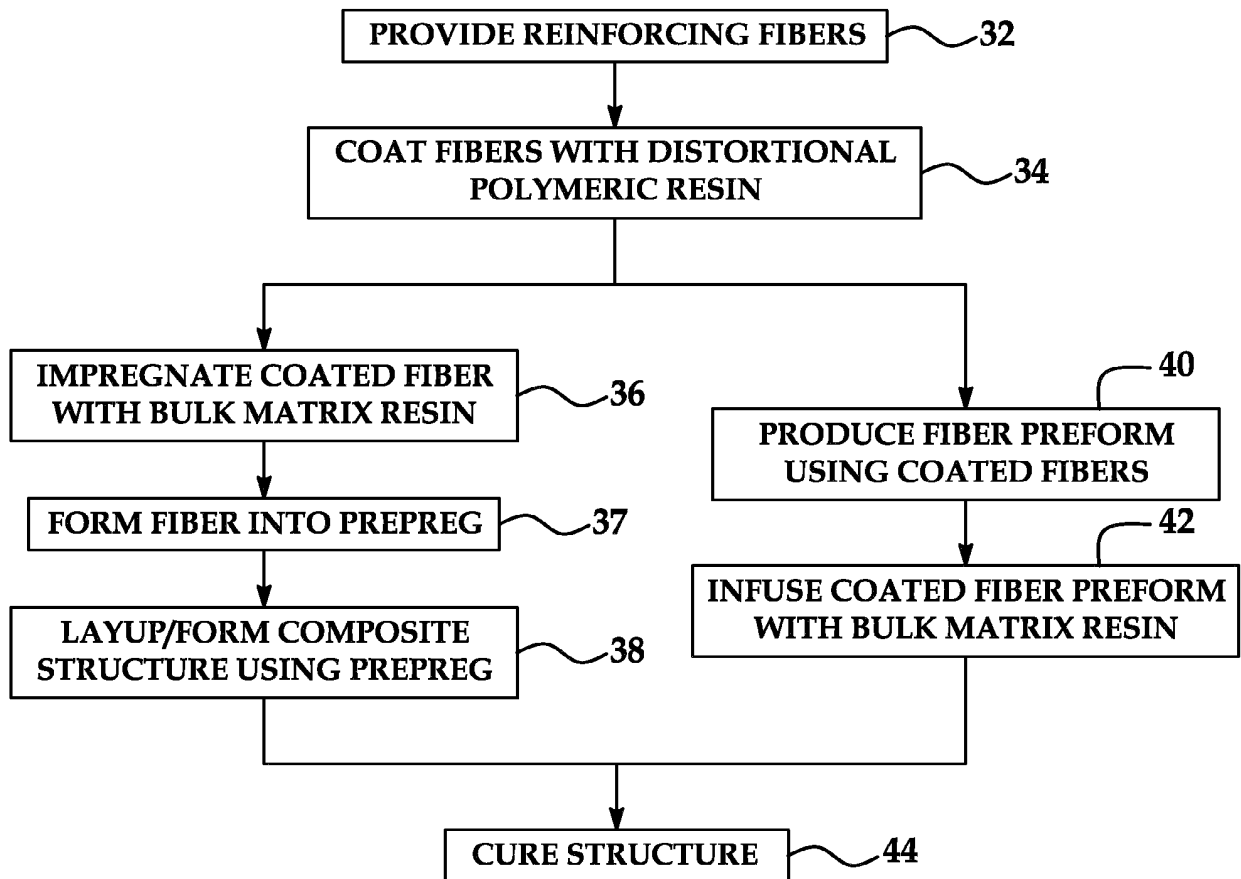 PROVIDE REINFORCING FIBERS
32
COAT FIBERS WITH DISTORTIONAL
POLYMERIC RESIN
34
IMPREGNATE COATED FIBER
WITH BULK MATRIX RESIN
36
FORM FIBER INTO PREPREG
37
LAYUP/FORM COMPOSITE
STRUCTURE USING PREPREG
38
40
PRODUCE FIBER PREFORM
USING COATED FIBERS
42
INFUSE COATED FIBER PREFORM
WITH BULK MATRIX RESIN
CURE STRUCTURE
44